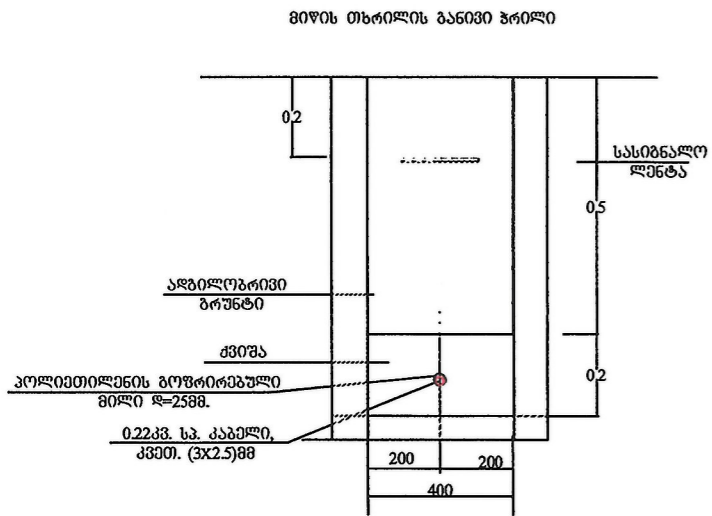 მიწის თხრილის განივი ჭრილი
0.2
სასიგნალო
ლენტა
0.5
ადგილობრივი
გრუნტი
ქვიშა
პოლიეთილენის გოფრირებული
მილი დ=25მმ.
0.2
0.22კვ. სპ. კაბელი,
კვეთ. (3X2.5)მმ
200
200
400